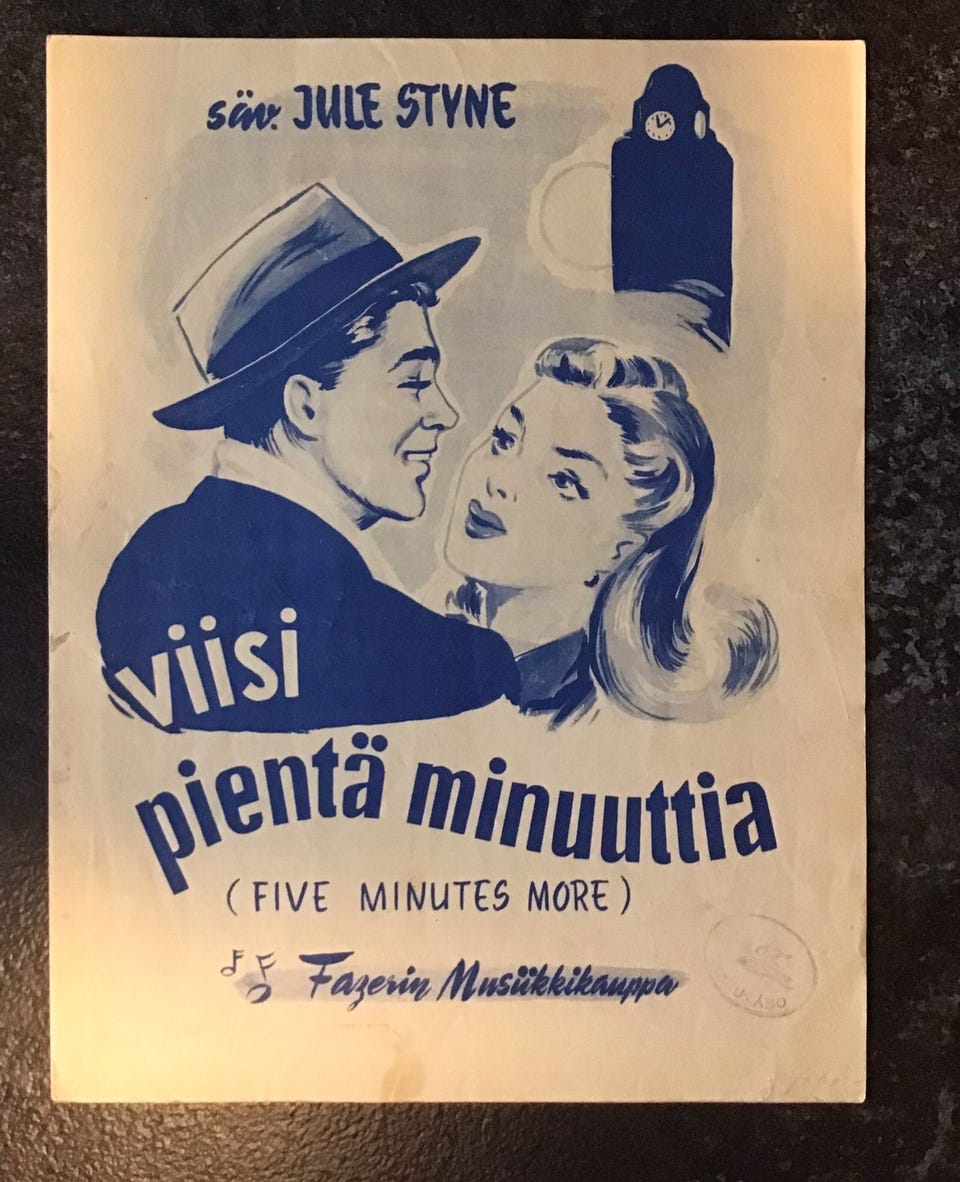 säv. JULE STYNE
viisi
pientä minuuttia
(FIVE MINUTES MORE)
Fazerin Musiikkikauppa